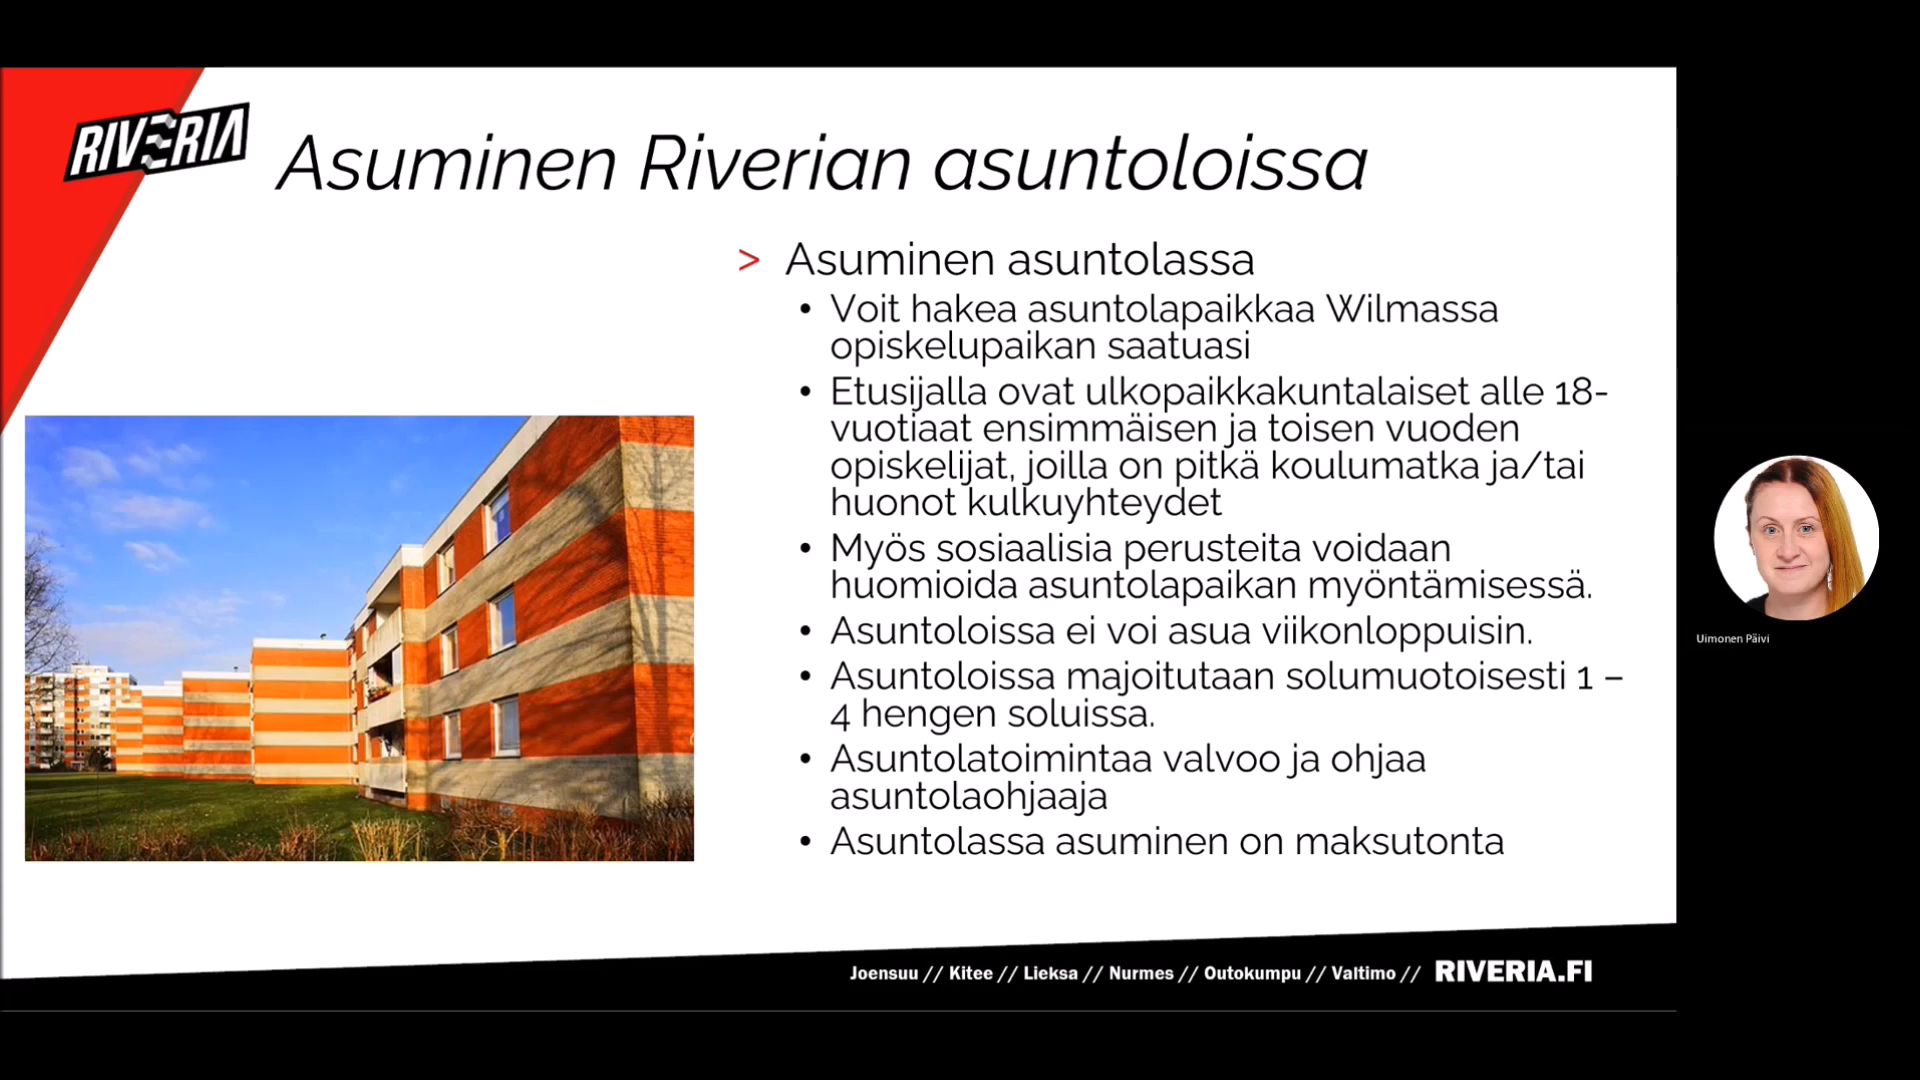 RIVERIA
Asuminen Riverian asuntoloissa
> Asuminen asuntolassa
• Voit hakea asuntolapaikkaa Wilmassa
opiskelupaikan saatuasi
• Etusijalla ovat ulkopaikkakuntalaiset alle 18-
vuotiaat ensimmäisen ja toisen vuoden
opiskelijat, joilla on pitkä koulumatka ja/tai
huonot kulkuyhteydet
• Myös sosiaalisia perusteita voidaan
huomioida asuntolapaikan myöntämisessä.
• Asuntoloissa ei voi asua viikonloppuisin.
• Asuntoloissa majoitutaan solumuotoisesti 1 –
4 hengen soluissa.
• Asuntolatoimintaa valvoo ja ohjaa
asuntolaohjaaja
• Asuntolassa asuminen on maksutonta
Uimonen Päivi
Joensuu // Kitee // Lieksa // Nurmes // Outokumpu // Valtimo // RIVERIA.FI